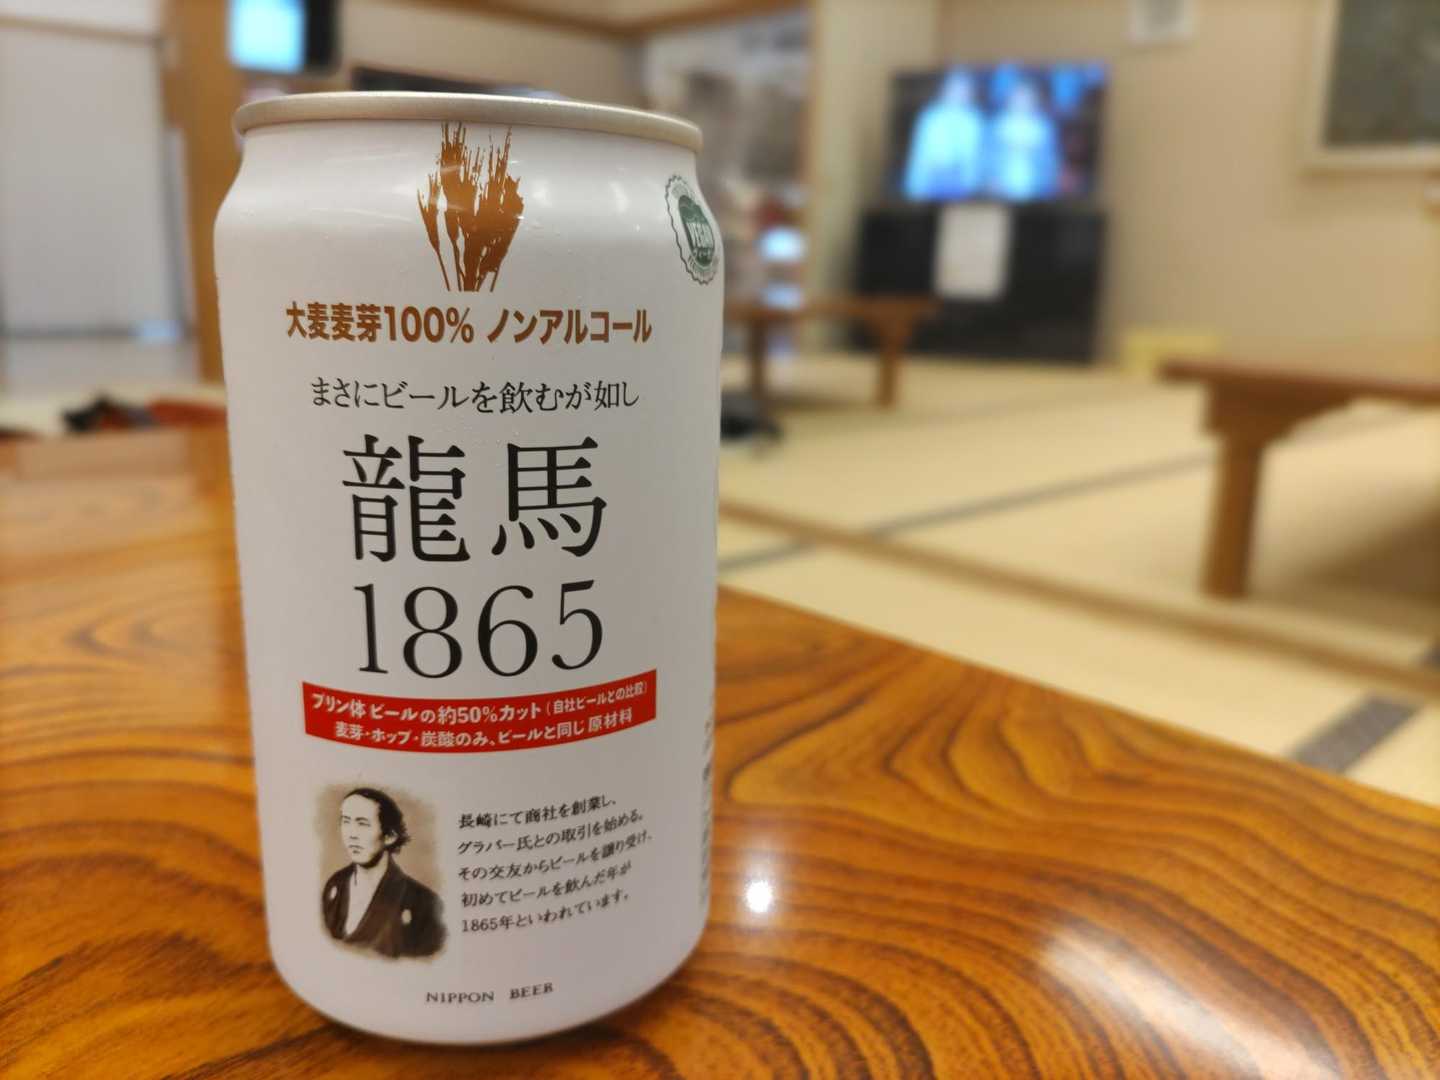 VEGAN
大麦麦芽100% ノンアルコール
まさにビールを飲むが如し
龍馬
1865
プリン体 ビールの約50%カット(自社ビールとの比較)
麦芽・ホップ・炭酸のみ、ビールと同じ原材料
長崎にて商社を創業し、
グラバー氏との取引を始める。
その交友からビールを譲り受け、
初めてビールを飲んだ年が
1865年といわれています。
NIPPON BEER